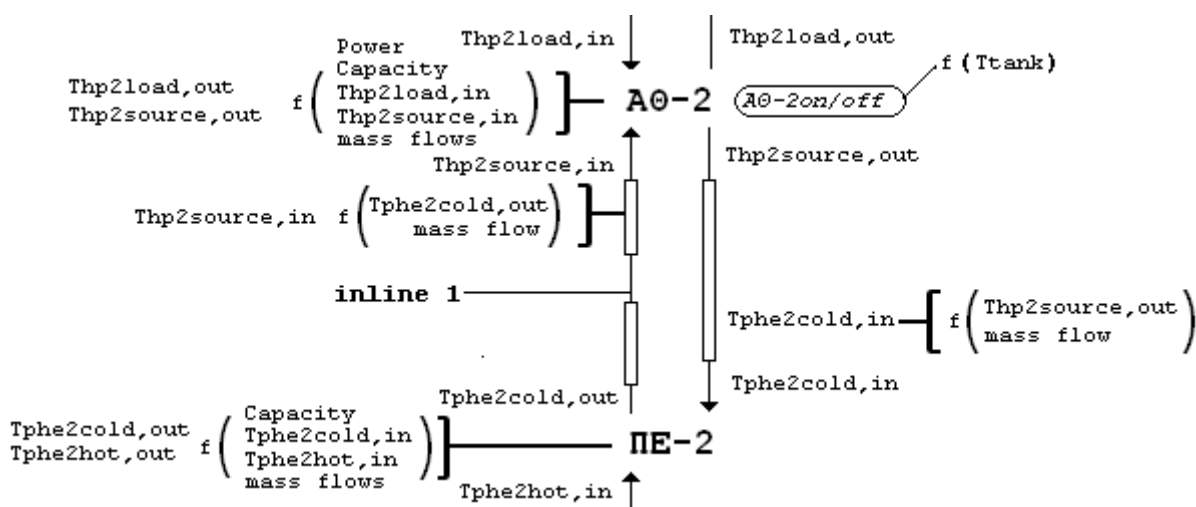 Thp2load,in
Thp2load,out
f(Ttank)
Thp2load,out
Thp2source,out
f
Power
Capacity
Thp2load,in
Thp2source,in
mass flows
ΑΘ-2
ΑΘ-2on/off
Thp2source,in
Thp2source,out
Thp2source,in
f
Tphe2cold,out
mass flow
inline 1
Tphe2cold,in
f
Thp2source,out
mass flow
Tphe2cold,in
Tphe2cold,out
Tphe2cold,out
Tphe2hot,out
f
Capacity
Tphe2cold,in
Tphe2hot,in
mass flows
ΠΕ-2
Tphe2hot,in